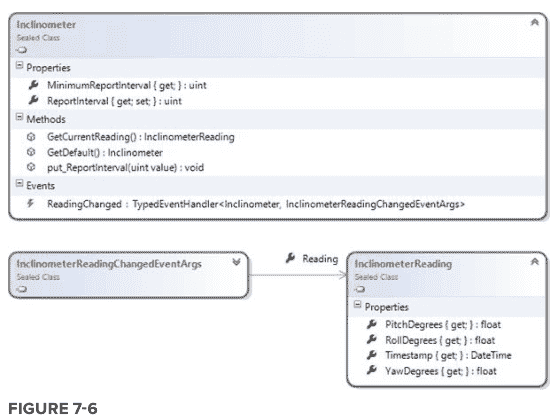 Inclinometer
Sealed Class
Properties
MinimumReportInterval { get; } : uint
ReportInterval { get; set; } : uint
Methods
GetCurrentReading() : InclinometerReading
GetDefault() : Inclinometer
put_ReportInterval(uint value) : void
Events
ReadingChanged : TypedEventHandler<Inclinometer, InclinometerReadingChangedEventArgs>
InclinometerReadingChangedEventArgs
Sealed Class
Reading
InclinometerReading
Sealed Class
Properties
PitchDegrees { get; } : float
RollDegrees { get; } : float
Timestamp { get; } : DateTime
YawDegrees { get; } : float
FIGURE 7-6